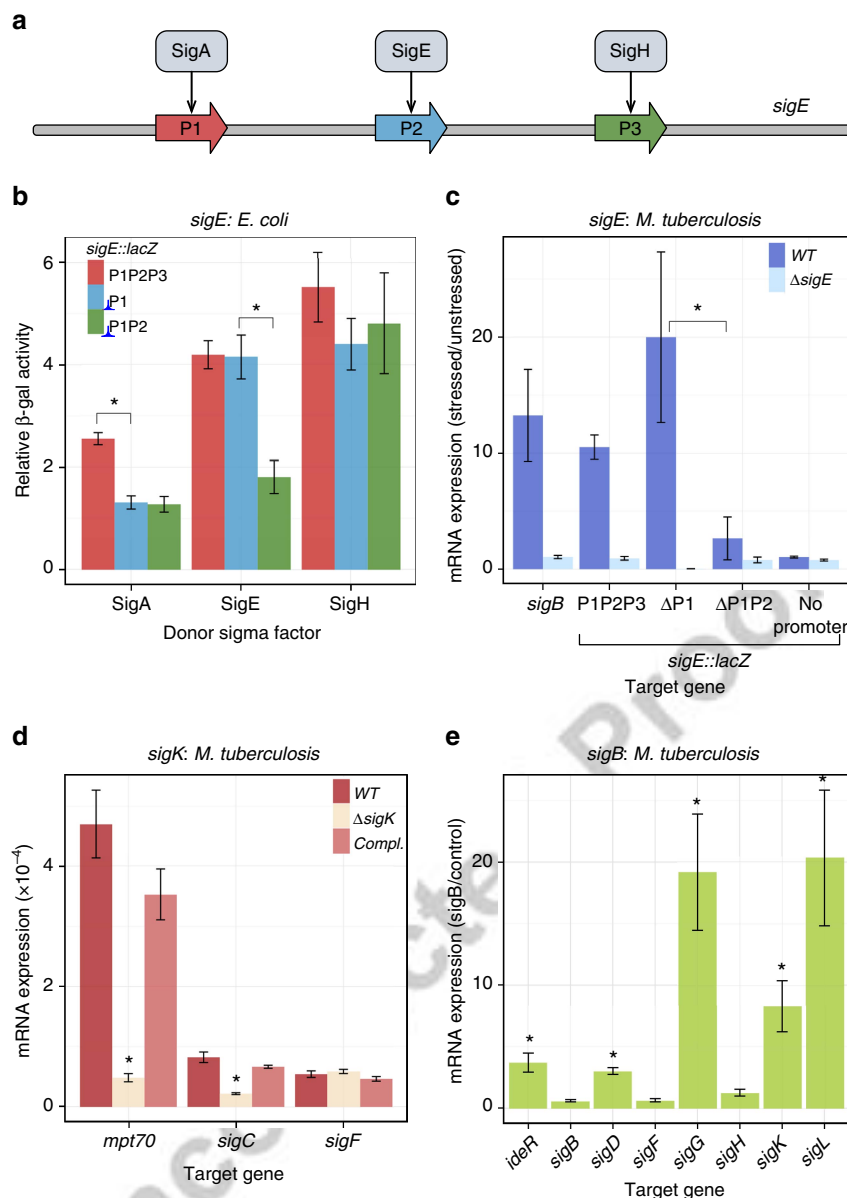 a
SigA
SigE
SigH
P1
P2
P3
sigE
b
sigE: E. coli
sigE::lacZ
P1P2P3
P1
P1P2
*
*
6
4
2
0
Relative β-gal activity
SigA
SigE
SigH
Donor sigma factor
c
sigE: M. tuberculosis
WT
ΔsigE
*
20
10
0
mRNA expression (stressed/unstressed)
sigB
P1P2P3
ΔP1
ΔP1P2
No
promoter
sigE::lacZ
Target gene
d
sigK: M. tuberculosis
WT
ΔsigK
Compl.
*
*
4
2
0
mRNA expression (×10⁻⁴)
mpt70
sigC
sigF
Target gene
e
sigB: M. tuberculosis
*
*
*
*
*
20
10
0
mRNA expression (sigB/control)
ideR
sigB
sigD
sigF
sigG
sigH
sigK
sigL
Target gene
Proof